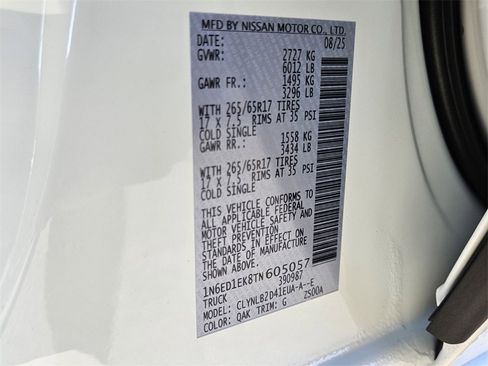 MFD BY NISSAN MOTOR CO., LTD.
DATE: 08/25
GVWR: 2727 KG
6012 LB
GAWR FR.: 1495 KG
3296 LB
WITH 265/65R17 TIRES
17 X 7.5 RIMS AT 35 PSI
COLD SINGLE
GAWR RR.: 1558 KG
3434 LB
WITH 265/65R17 TIRES
17 X 7.5 RIMS AT 35 PSI
COLD SINGLE
THIS VEHICLE CONFORMS TO
ALL APPLICABLE FEDERAL
MOTOR VEHICLE SAFETY AND
THEFT PREVENTION
STANDARDS IN EFFECT ON
THE DATE OF MANUFACTURE
SHOWN ABOVE.
1N6ED1EK8TN605057
TRUCK 390987
MODEL: CLYNLB2D41EUA-A--E
COLOR: QAK TRIM: G 2S00A